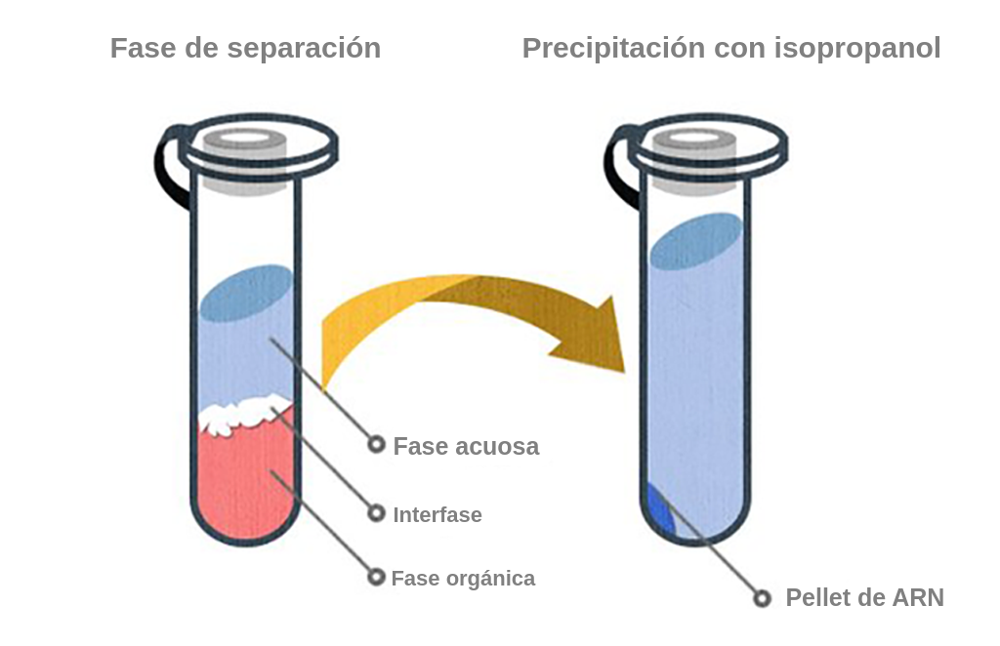 Fase de separación
Precipitación con isopropanol
Fase acuosa
Interfase
Fase orgánica
Pellet de ARN